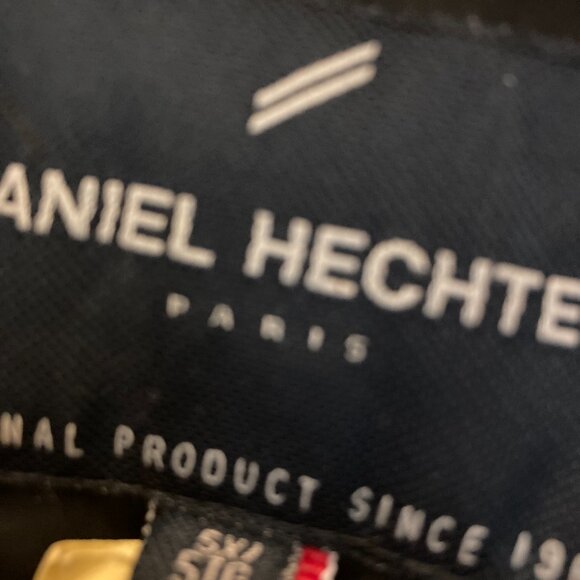 ANIEL HECHTE
PARIS
NAL PRODUCT SINCE 19